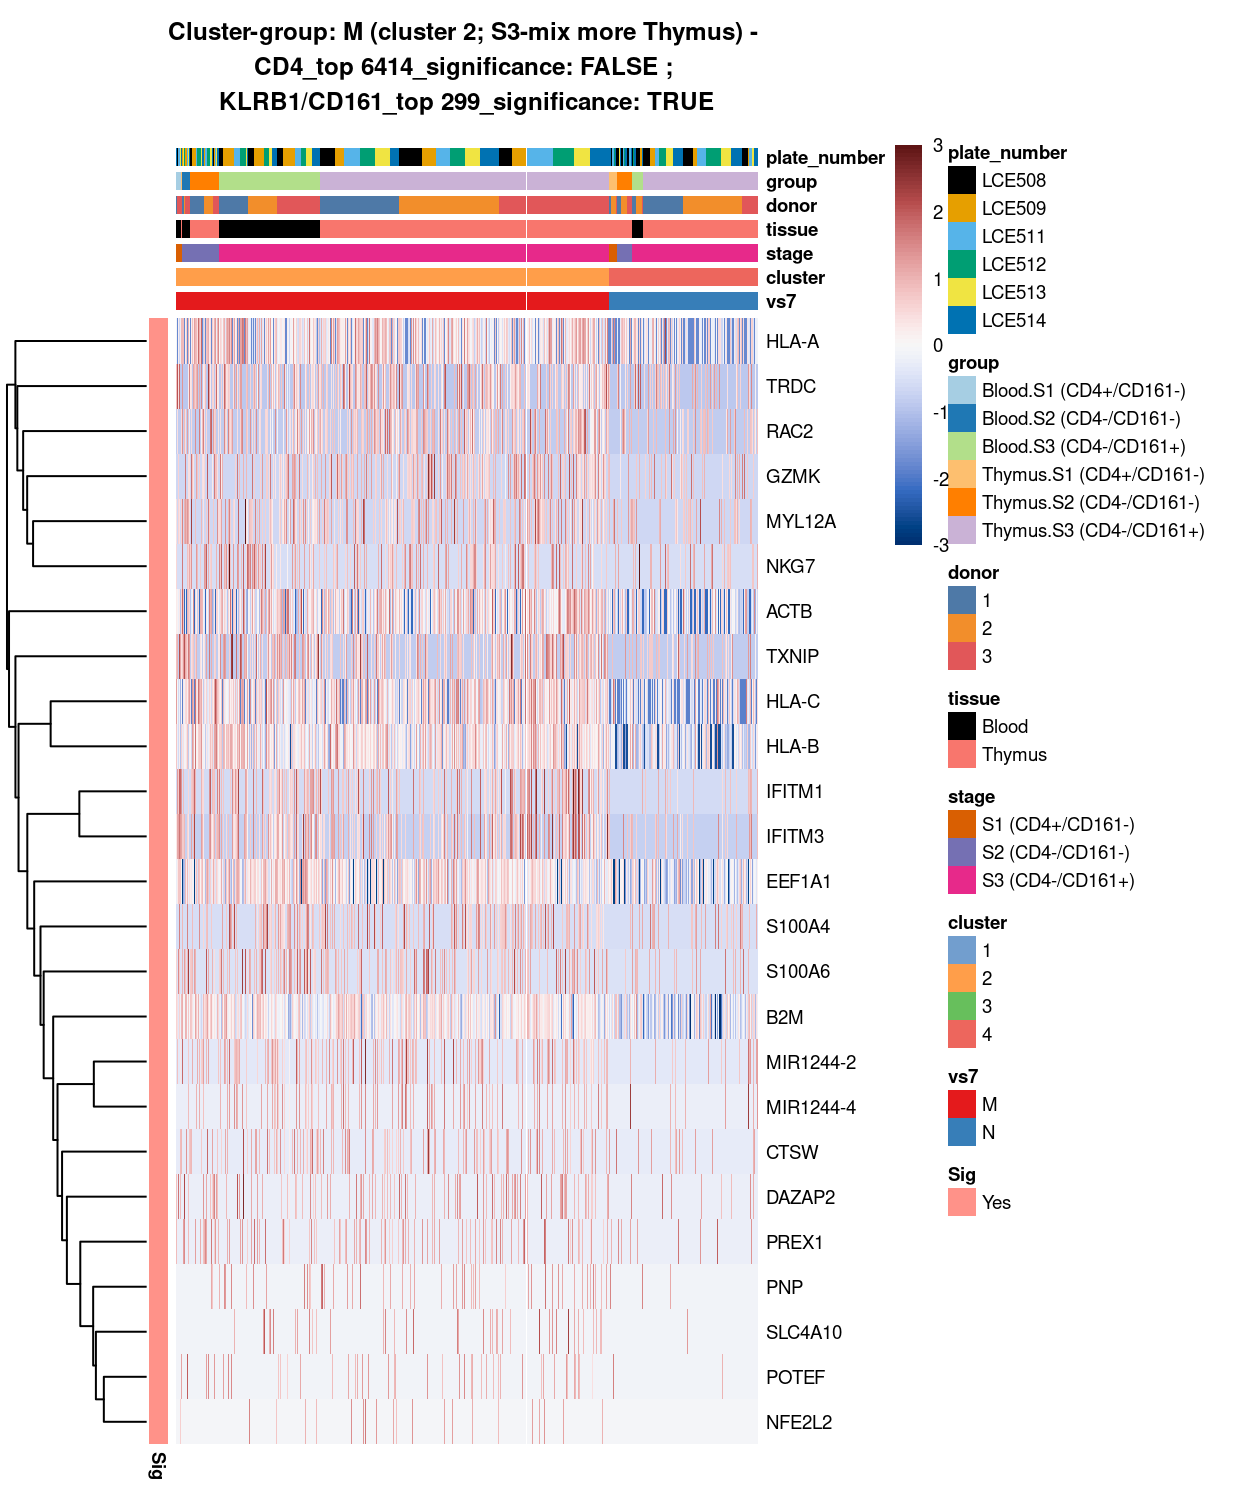 Cluster-group: M (cluster 2; S3-mix more Thymus) -
CD4_top 6414_significance: FALSE ;
KLRB1/CD161_top 299_significance: TRUE
plate_number
group
donor
tissue
stage
cluster
vs7
HLA-A
TRDC
RAC2
GZMK
MYL12A
NKG7
ACTB
TXNIP
HLA-C
HLA-B
IFITM1
IFITM3
EEF1A1
S100A4
S100A6
B2M
MIR1244-2
MIR1244-4
CTSW
DAZAP2
PREX1
PNP
SLC4A10
POTEF
NFE2L2
Sig
3
2
1
0
-1
-2
-3
plate_number
LCE508
LCE509
LCE511
LCE512
LCE513
LCE514
group
Blood.S1 (CD4+/CD161-)
Blood.S2 (CD4-/CD161-)
Blood.S3 (CD4-/CD161+)
Thymus.S1 (CD4+/CD161-)
Thymus.S2 (CD4-/CD161-)
Thymus.S3 (CD4-/CD161+)
donor
1
2
3
tissue
Blood
Thymus
stage
S1 (CD4+/CD161-)
S2 (CD4-/CD161-)
S3 (CD4-/CD161+)
cluster
1
2
3
4
vs7
M
N
Sig
Yes